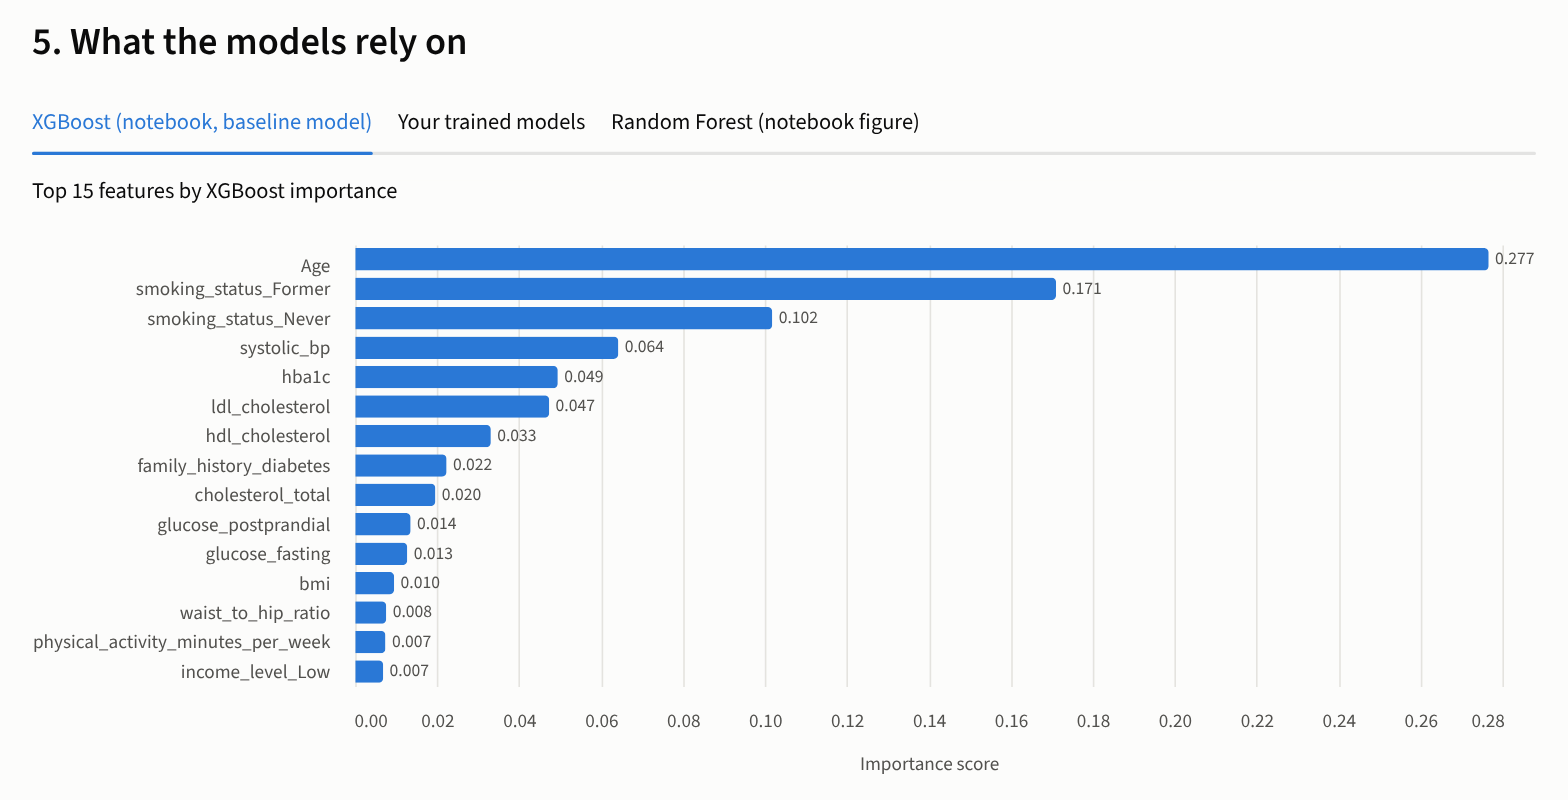 5. What the models rely on
XGBoost (notebook, baseline model) Your trained models Random Forest (notebook figure)
Top 15 features by XGBoost importance
Age 0.277
smoking_status_Former 0.171
smoking_status_Never 0.102
systolic_bp 0.064
hba1c 0.049
ldl_cholesterol 0.047
hdl_cholesterol 0.033
family_history_diabetes 0.022
cholesterol_total 0.020
glucose_postprandial 0.014
glucose_fasting 0.013
bmi 0.010
waist_to_hip_ratio 0.008
physical_activity_minutes_per_week 0.007
income_level_Low 0.007
0.00 0.02 0.04 0.06 0.08 0.10 0.12 0.14 0.16 0.18 0.20 0.22 0.24 0.26 0.28
Importance score